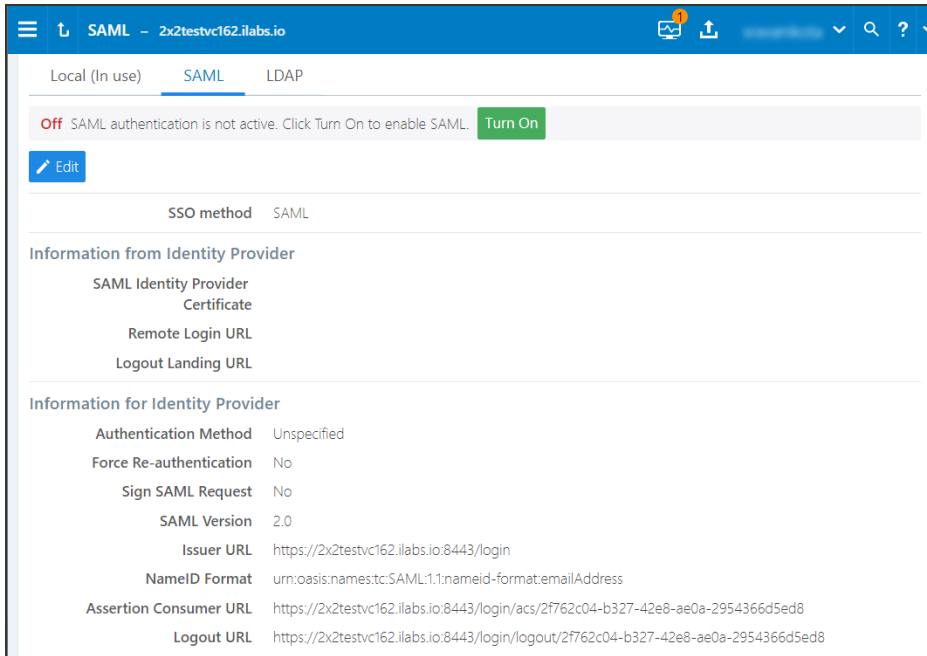 SAML – 2x2testvc162.ilabs.io
1
?
Local (In use) SAML LDAP
Off SAML authentication is not active. Click Turn On to enable SAML. Turn On
Edit
SSO method SAML
Information from Identity Provider
SAML Identity Provider
Certificate
Remote Login URL
Logout Landing URL
Information for Identity Provider
Authentication Method Unspecified
Force Re-authentication No
Sign SAML Request No
SAML Version 2.0
Issuer URL https://2x2testvc162.ilabs.io:8443/login
NameID Format urn:oasis:names:tc:SAML:1.1:nameid-format:emailAddress
Assertion Consumer URL https://2x2testvc162.ilabs.io:8443/login/acs/2f762c04-b327-42e8-ae0a-2954366d5ed8
Logout URL https://2x2testvc162.ilabs.io:8443/login/logout/2f762c04-b327-42e8-ae0a-2954366d5ed8